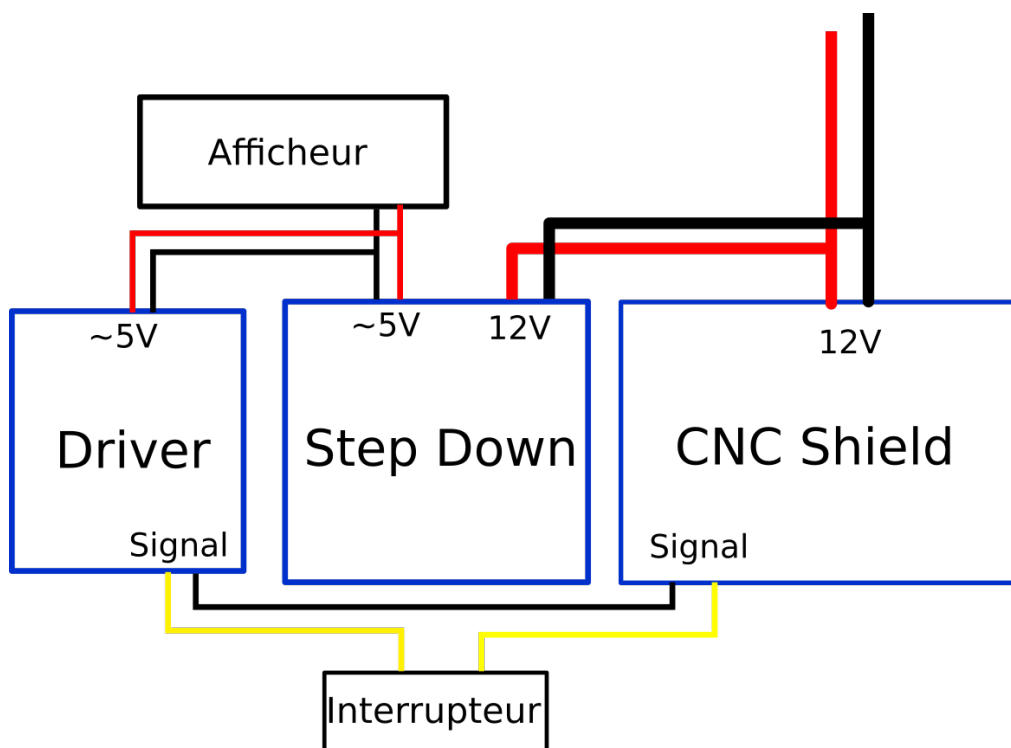 Afficheur
~5V
~5V
12V
12V
Driver
Step Down
CNC Shield
Signal
Signal
Interrupteur